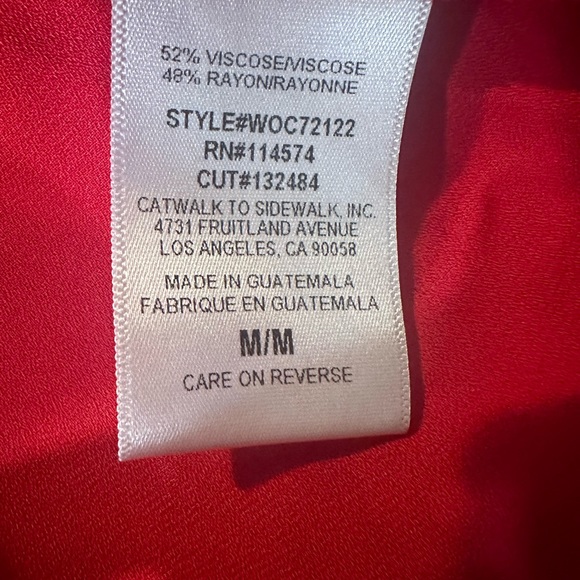 52% VISCOSE/VISCOSE
48% RAYON/RAYONNE
STYLE#WOC72122
RN#114574
CUT#132484
CATWALK TO SIDEWALK, INC.
4731 FRUITLAND AVENUE
LOS ANGELES, CA 90058
MADE IN GUATEMALA
FABRIQUE EN GUATEMALA
M/M
CARE ON REVERSE